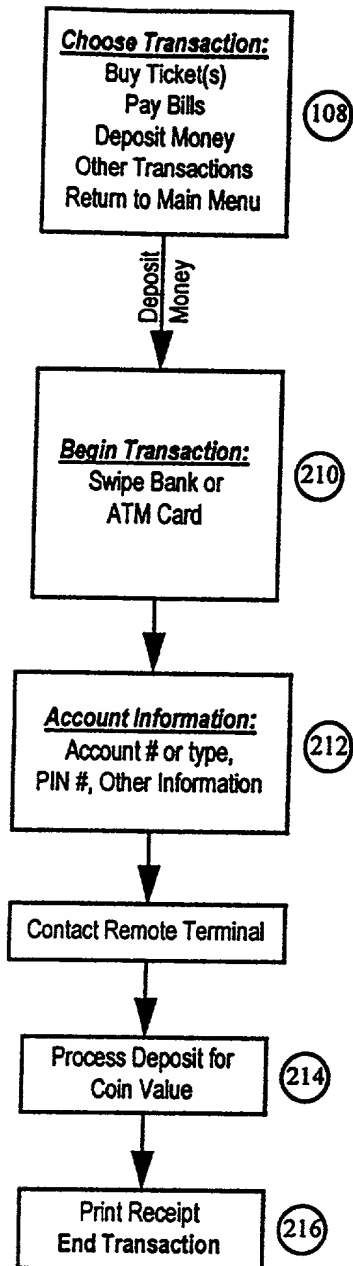 Choose Transaction:
Buy Ticket(s)
Pay Bills
Deposit Money
Other Transactions
Return to Main Menu
108
Deposit
Money
Begin Transaction:
Swipe Bank or
ATM Card
210
Account Information:
Account # or type,
PIN #, Other Information
212
Contact Remote Terminal
Process Deposit for
Coin Value
214
Print Receipt
End Transaction
216